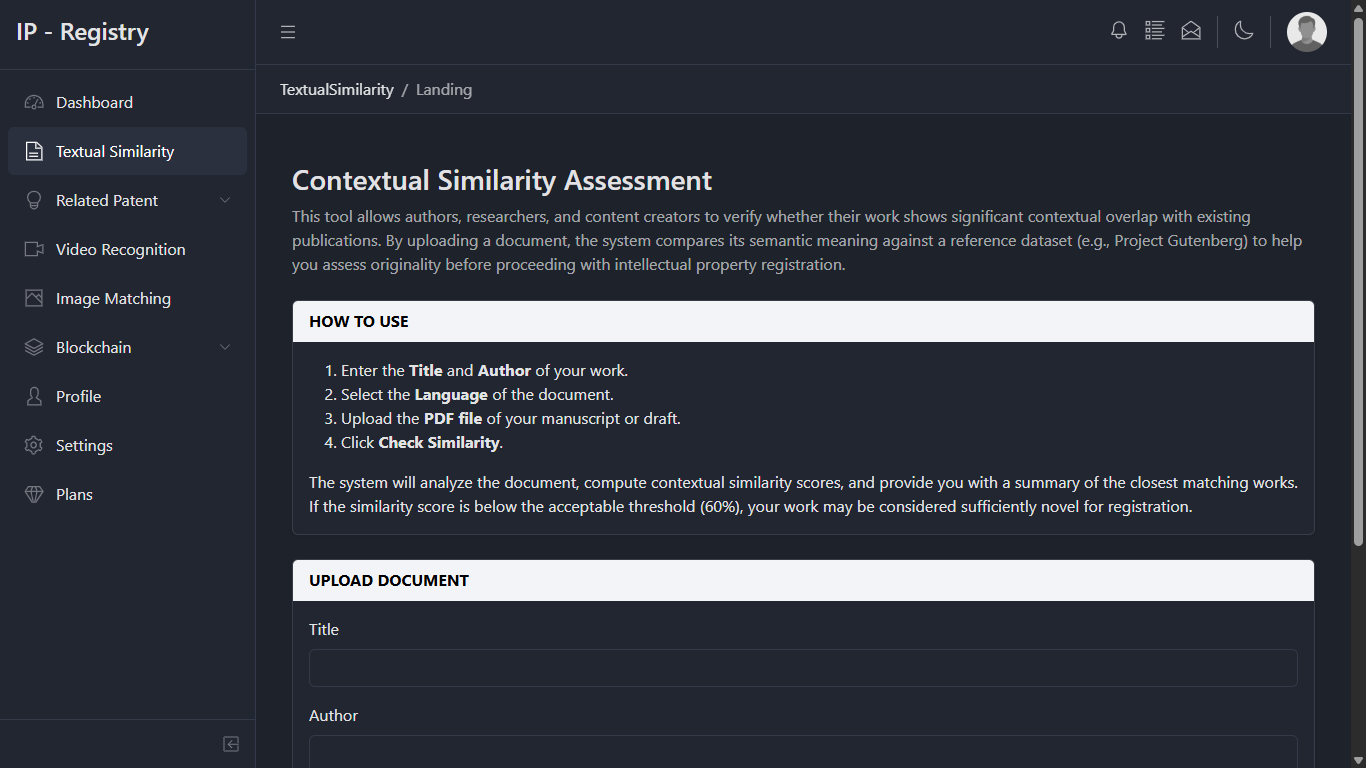 IP - Registry
Dashboard
Textual Similarity
Related Patent
Video Recognition
Image Matching
Blockchain
Profile
Settings
Plans
TextualSimilarity / Landing
Contextual Similarity Assessment
This tool allows authors, researchers, and content creators to verify whether their work shows significant contextual overlap with existing
publications. By uploading a document, the system compares its semantic meaning against a reference dataset (e.g., Project Gutenberg) to help
you assess originality before proceeding with intellectual property registration.
HOW TO USE
1. Enter the Title and Author of your work.
2. Select the Language of the document.
3. Upload the PDF file of your manuscript or draft.
4. Click Check Similarity.
The system will analyze the document, compute contextual similarity scores, and provide you with a summary of the closest matching works.
If the similarity score is below the acceptable threshold (60%), your work may be considered sufficiently novel for registration.
UPLOAD DOCUMENT
Title
Author